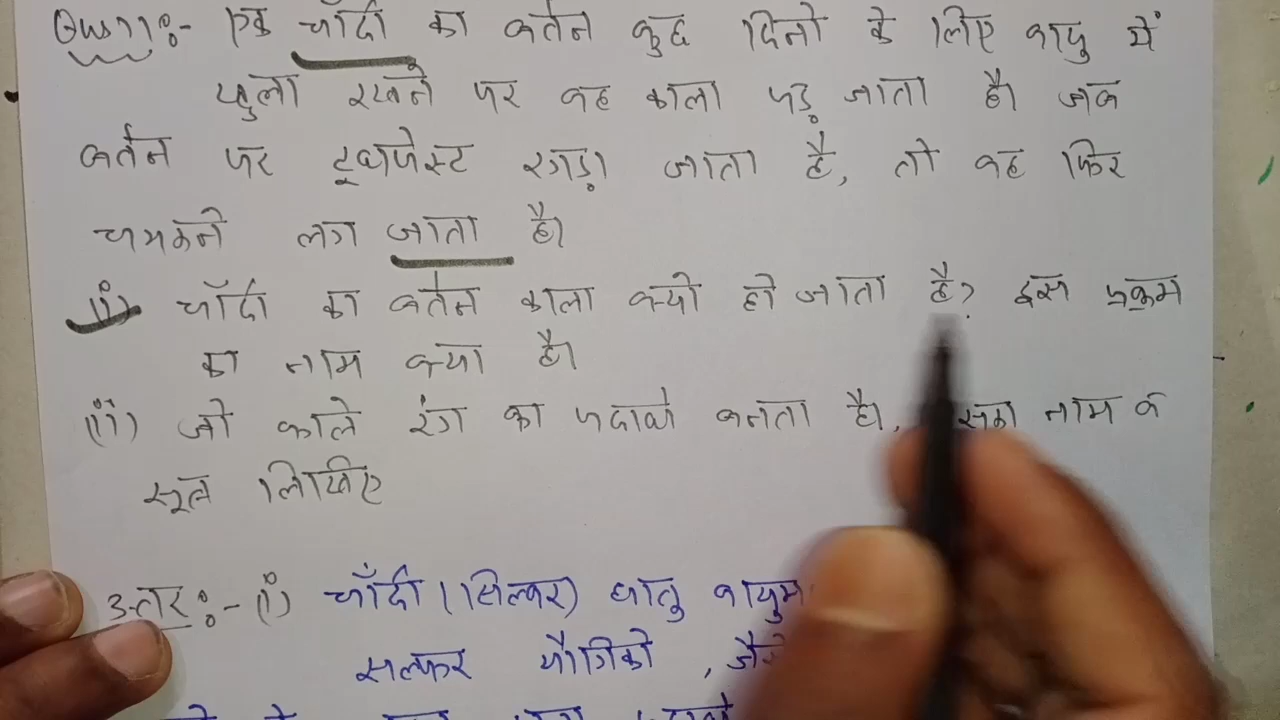 Ques11:- एक चाँदी का बर्तन कुछ दिनो के लिए वायु में
खुला रखने पर वह काला पड़ जाता है। जब
बर्तन पर टूथपेस्ट रगड़ा जाता है, तो वह फिर
चमकने लग जाता है।
(i) चाँदी का बर्तन काला क्यो हो जाता है? इस प्रक्रम
का नाम क्या है।
(ii) जो काले रंग का पदार्थ बनता है, नाम व
सूत्र लिखिए
उत्तर:- (i) चाँदी (सिल्वर) धातु
सल्फर यौगिको ,